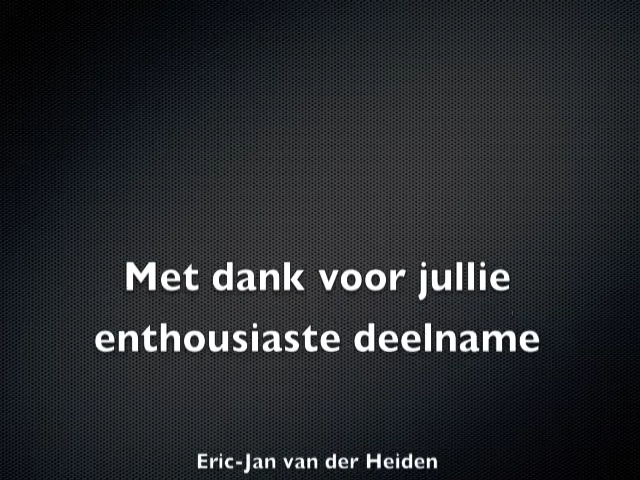 Met dank voor jullie
enthousiaste deelname
Eric-Jan van der Heiden